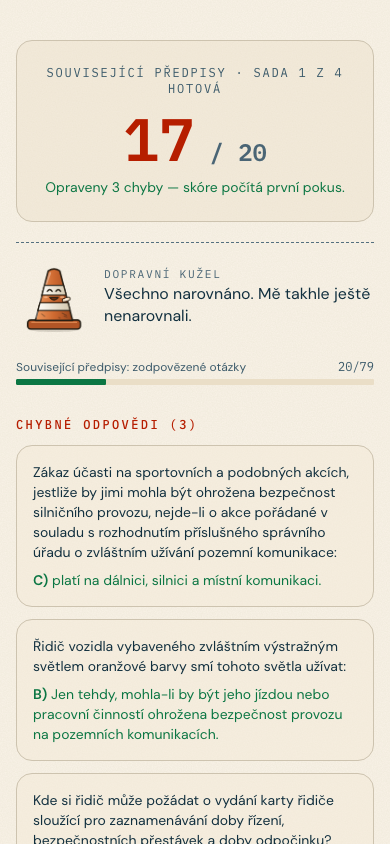 SOUVISEJÍCÍ PŘEDPISY · SADA 1 Z 4
HOTOVÁ
17 / 20
Opraveny 3 chyby — skóre počítá první pokus.
DOPRAVNÍ KUŽEL
Všechno narovnáno. Mě takhle ještě
nenarovnali.
Související předpisy: zodpovězené otázky 20/79
CHYBNÉ ODPOVĚDI (3)
Zákaz účasti na sportovních a podobných akcích,
jestliže by jimi mohla být ohrožena bezpečnost
silničního provozu, nejde-li o akce pořádané v
souladu s rozhodnutím příslušného správního
úřadu o zvláštním užívání pozemní komunikace:
C) platí na dálnici, silnici a místní komunikaci.
Řidič vozidla vybaveného zvláštním výstražným
světlem oranžové barvy smí tohoto světla užívat:
B) Jen tehdy, mohla-li by být jeho jízdou nebo
pracovní činností ohrožena bezpečnost provozu
na pozemních komunikacích.
Kde si řidič může požádat o vydání karty řidiče
sloužící pro zaznamenávání doby řízení,
bezpečnostních přestávek a doby odpočinku?